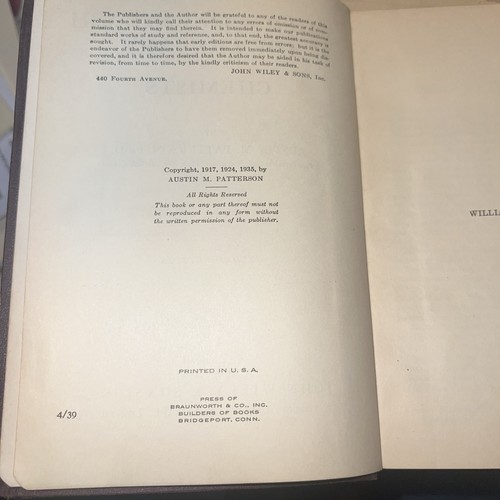 The Publishers and the Author will be grateful to any of the readers of this
volume who will kindly call their attention to any errors of omission or of com-
mission that they may find therein. It is intended to make our publications
standard works of study and reference, and, to that end, the greatest accuracy is
sought. It rarely happens that early editions are free from errors; but it is the
endeavor of the Publishers to have them removed immediately upon being dis-
covered, and it is therefore desired that the Author may be aided in his task of
revision, from time to time, by the kindly criticism of their readers.
JOHN WILEY & SONS, Inc.
440 Fourth Avenue.
Copyright, 1917, 1924, 1935, by
AUSTIN M. PATTERSON
All Rights Reserved
This book or any part thereof must not
be reproduced in any form without
the written permission of the publisher.
PRINTED IN U. S. A.
PRESS OF
BRAUNWORTH & CO., INC.
BUILDERS OF BOOKS
BRIDGEPORT, CONN.
4/39
WILLIA